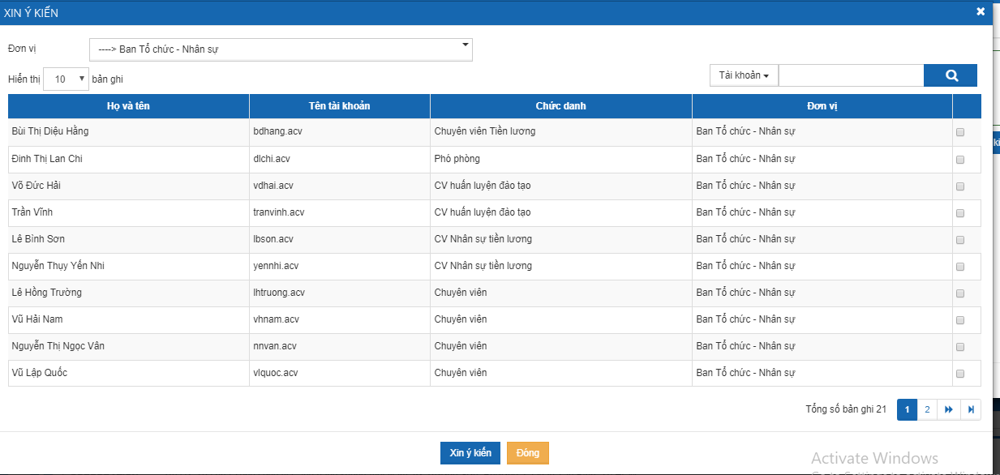 XIN Ý KIẾN
Đơn vị ----> Ban Tổ chức - Nhân sự
Hiển thị 10 bản ghi Tài khoản
Họ và tên Tên tài khoản Chức danh Đơn vị
Bùi Thị Diệu Hằng bdhang.acv Chuyên viên Tiền lương Ban Tổ chức - Nhân sự
Đinh Thị Lan Chi dlchi.acv Phó phòng Ban Tổ chức - Nhân sự
Võ Đức Hải vdhai.acv CV huấn luyện đào tạo Ban Tổ chức - Nhân sự
Trần Vĩnh tranvinh.acv CV huấn luyện đào tạo Ban Tổ chức - Nhân sự
Lê Bình Sơn lbson.acv CV Nhân sự tiền lương Ban Tổ chức - Nhân sự
Nguyễn Thụy Yến Nhi yennhi.acv CV Nhân sự tiền lương Ban Tổ chức - Nhân sự
Lê Hồng Trường lhtruong.acv Chuyên viên Ban Tổ chức - Nhân sự
Vũ Hải Nam vhnam.acv Chuyên viên Ban Tổ chức - Nhân sự
Nguyễn Thị Ngọc Vân nnvan.acv Chuyên viên Ban Tổ chức - Nhân sự
Vũ Lập Quốc vlquoc.acv Chuyên viên Ban Tổ chức - Nhân sự
Tổng số bản ghi 21 1 2
Xin ý kiến Đóng
Activate Windows